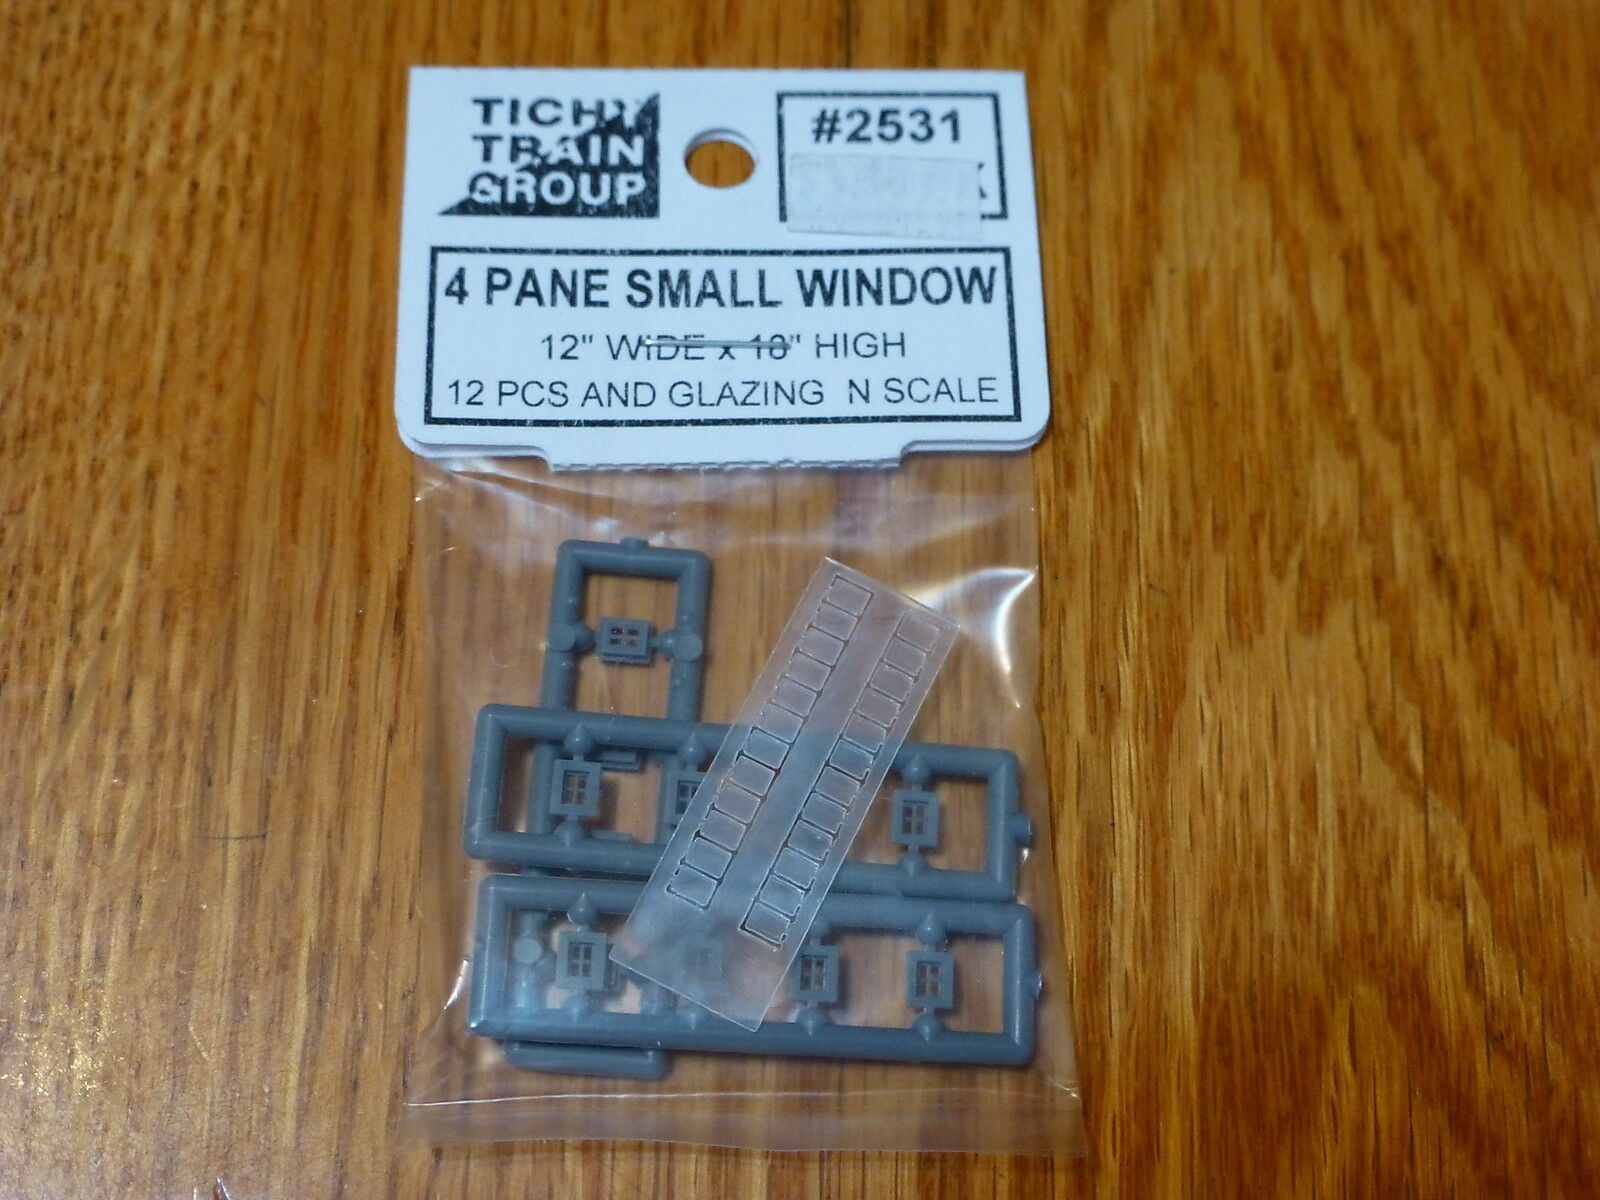 TICHY
TRAIN
GROUP
#2531
4 PANE SMALL WINDOW
12" WIDE x 18" HIGH
12 PCS AND GLAZING N SCALE